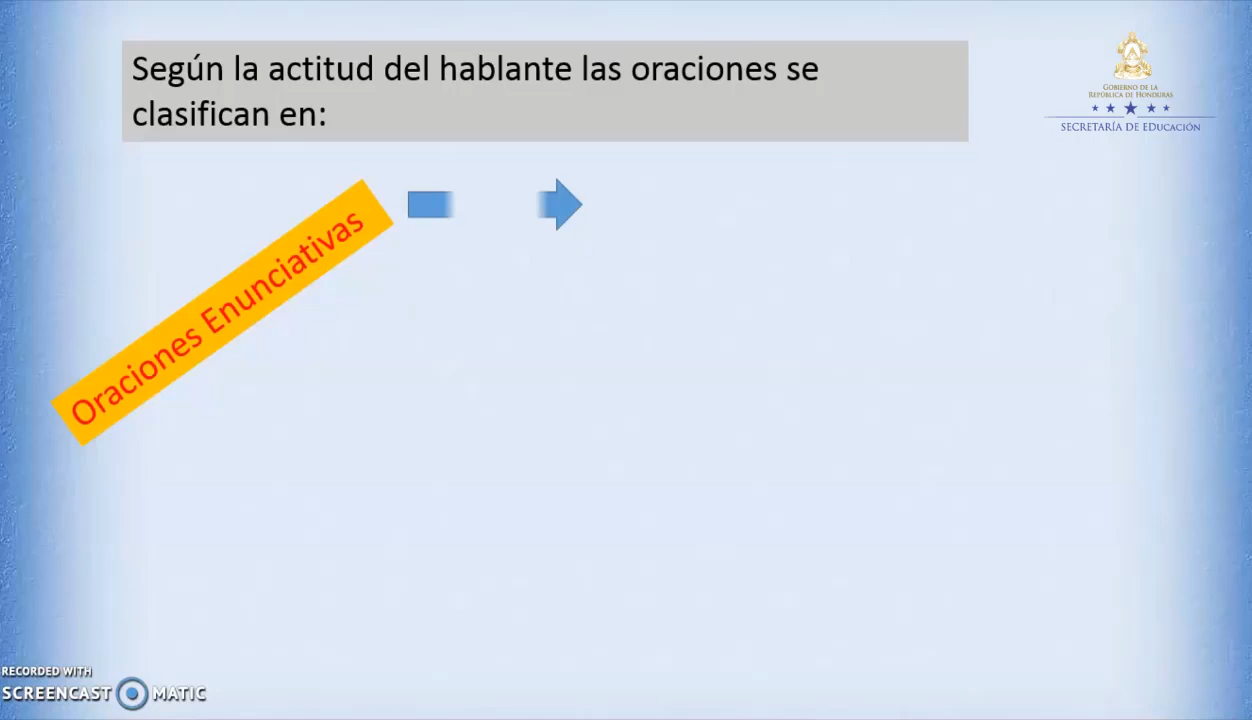 Según la actitud del hablante las oraciones se
clasifican en:
GOBIERNO DE LA
REPÚBLICA DE HONDURAS
SECRETARÍA DE EDUCACIÓN
Oraciones Enunciativas
RECORDED WITH
SCREENCAST MATIC